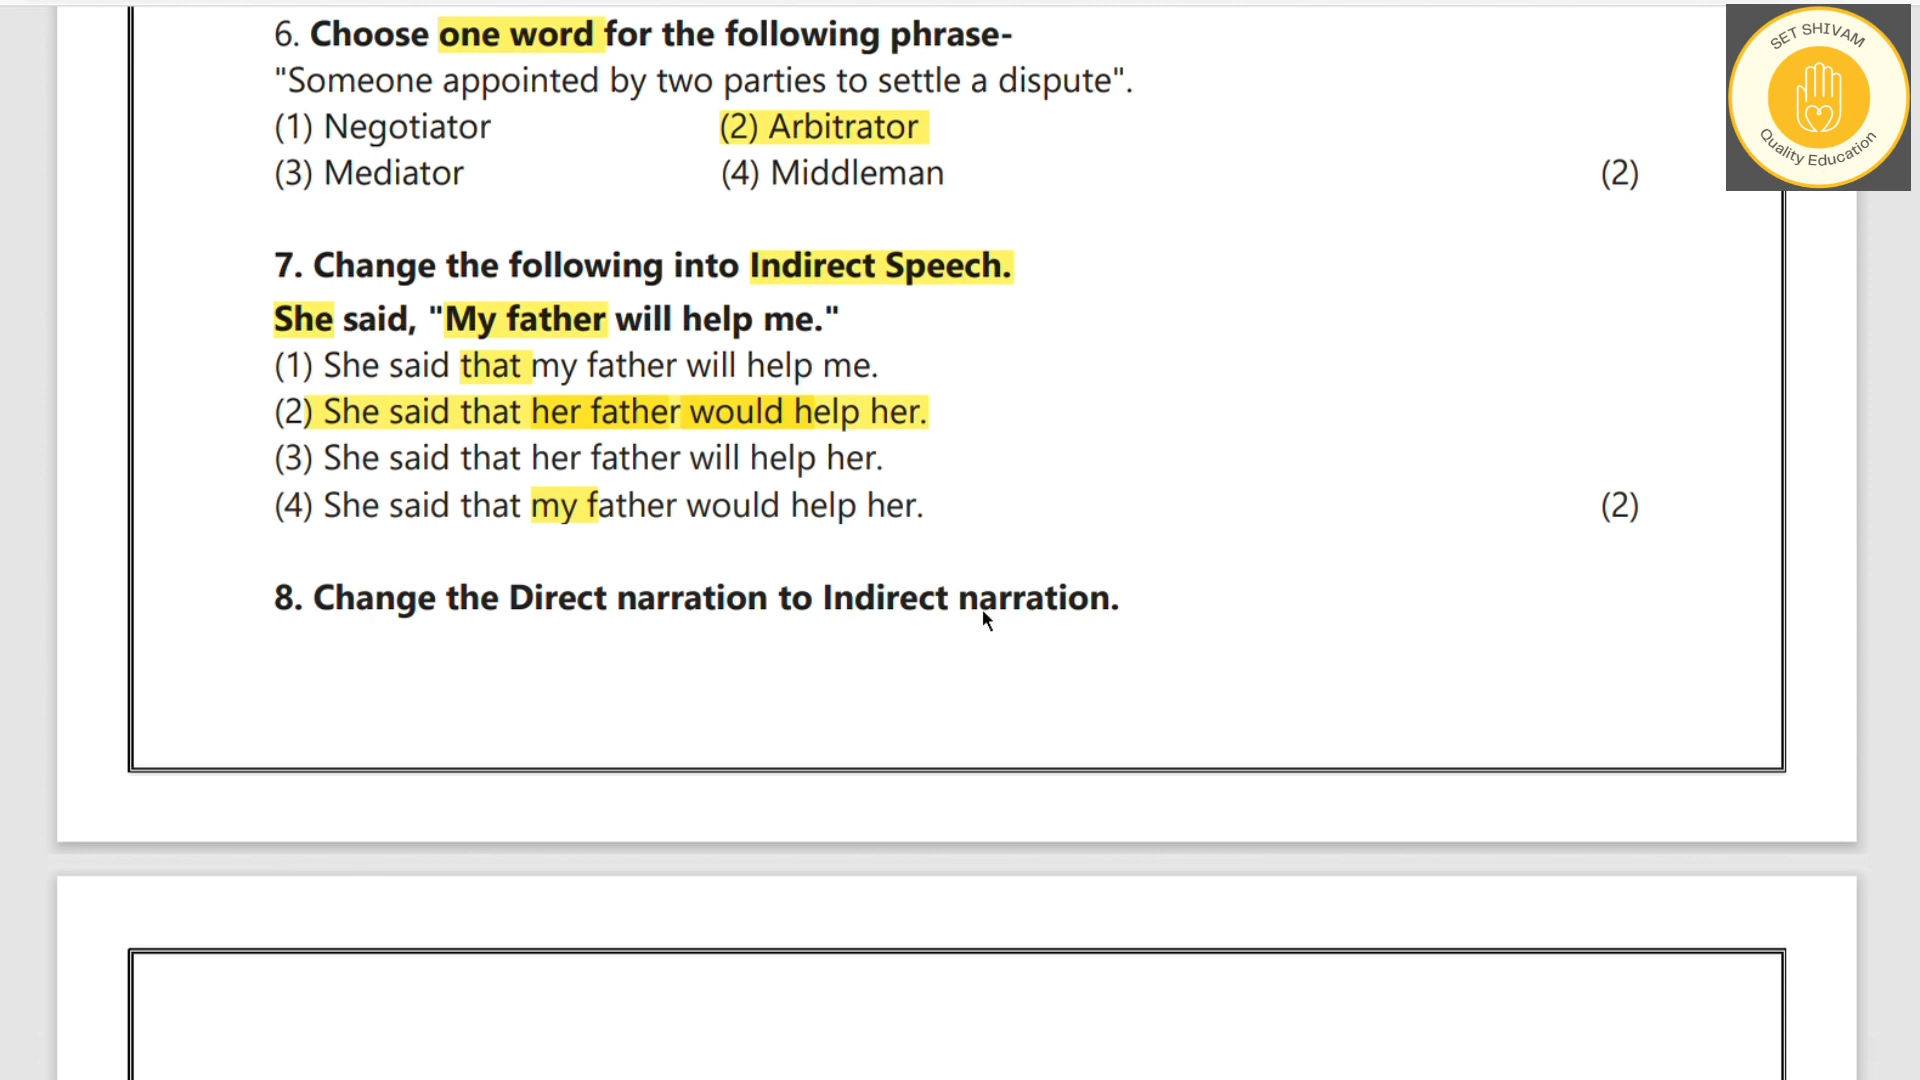 6. Choose one word for the following phrase-
"Someone appointed by two parties to settle a dispute".
(1) Negotiator (2) Arbitrator
(3) Mediator (4) Middleman (2)
7. Change the following into Indirect Speech.
She said, "My father will help me."
(1) She said that my father will help me.
(2) She said that her father would help her.
(3) She said that her father will help her.
(4) She said that my father would help her. (2)
8. Change the Direct narration to Indirect narration.
SET SHIVAM
Quality Education